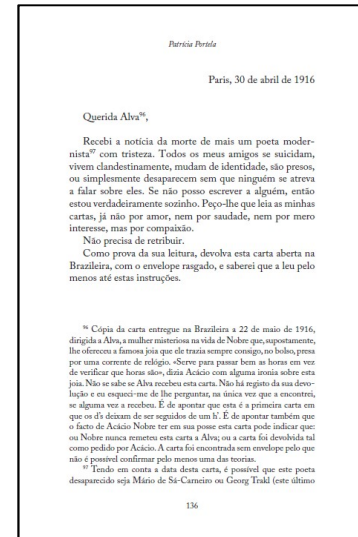 Patrícia Portela
Paris, 30 de abril de 1916
Querida Alva⁹⁶,
Recebi a notícia da morte de mais um poeta moder-
nista⁹⁷ com tristeza. Todos os meus amigos se suicidam,
vivem clandestinamente, mudam de identidade, são presos,
ou simplesmente desaparecem sem que ninguém se atreva
a falar sobre eles. Se não posso escrever a alguém, então
estou verdadeiramente sozinho. Peço-lhe que leia as minhas
cartas, já não por amor, nem por saudade, nem por mero
interesse, mas por compaixão.
Não precisa de retribuir.
Como prova da sua leitura, devolva esta carta aberta na
Brazileira, com o envelope rasgado, e saberei que a leu pelo
menos até estas instruções.
⁹⁶ Cópia da carta entregue na Brazileira a 22 de maio de 1916,
dirigida a Alva, a mulher misteriosa na vida de Nobre que, supostamente,
lhe ofereceu a famosa joia que ele trazia sempre consigo, no bolso, presa
por uma corrente de relógio. «Serve para passar bem as horas em vez
de verificar que horas são», dizia Acácio com alguma ironia sobre esta
joia. Não se sabe se Alva recebeu esta carta. Não há registo da sua devo-
lução e eu esqueci-me de lhe perguntar, na única vez que a encontrei,
se alguma vez a recebeu. É de apontar que esta é a primeira carta em
que os d's deixam de ser seguidos de um h'. É de apontar também que
o facto de Acácio Nobre ter em sua posse esta carta pode indicar que:
ou Nobre nunca remeteu esta carta a Alva; ou a carta foi devolvida tal
como pedido por Acácio. A carta foi encontrada sem envelope pelo que
não é possível confirmar pelo menos uma das teorias.
⁹⁷ Tendo em conta a data desta carta, é possível que este poeta
desaparecido seja Mário de Sá-Carneiro ou Georg Trakl (este último
136